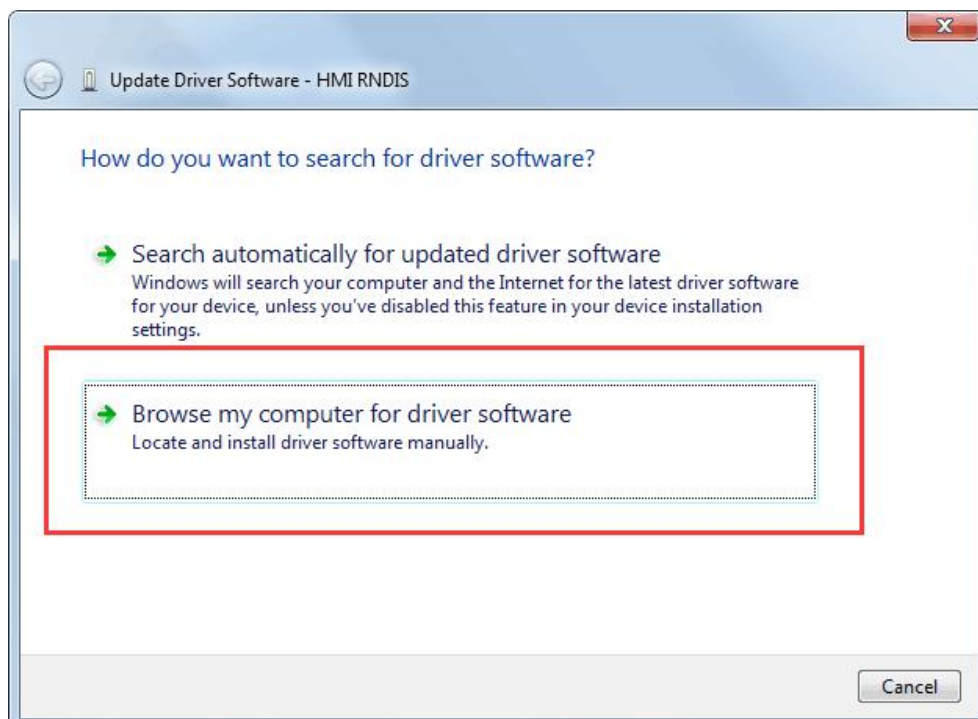 Update Driver Software - HMI RNDIS
How do you want to search for driver software?
Search automatically for updated driver software
Windows will search your computer and the Internet for the latest driver software
for your device, unless you've disabled this feature in your device installation
settings.
Browse my computer for driver software
Locate and install driver software manually.
Cancel